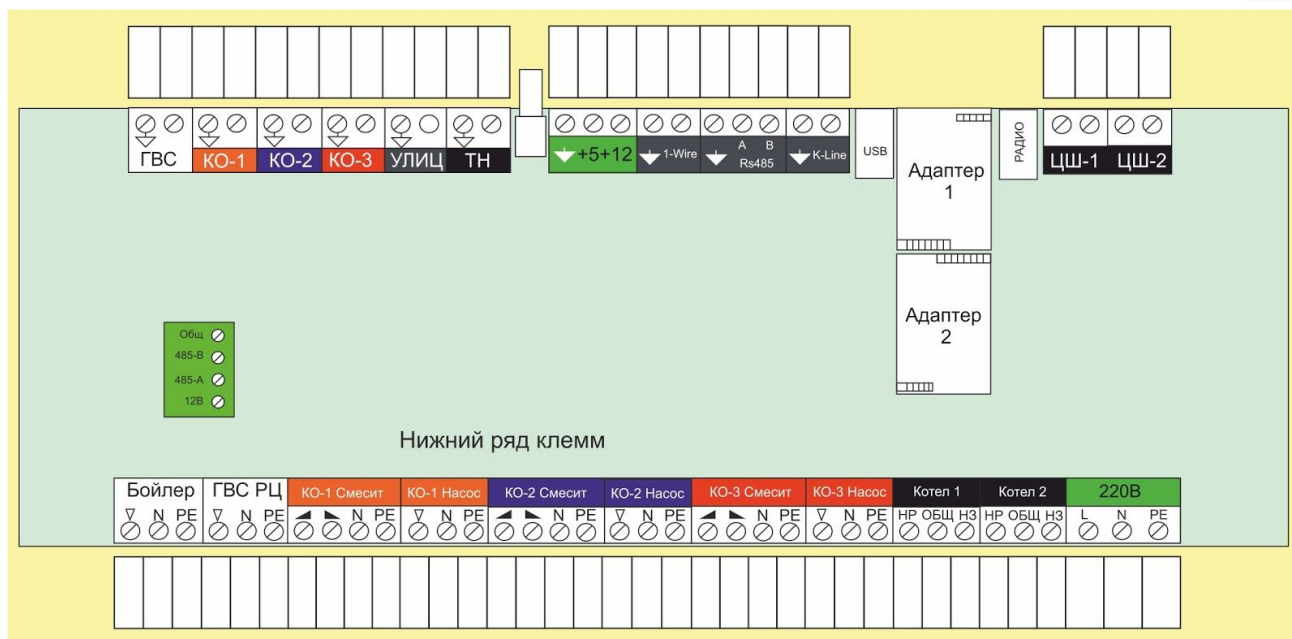 ГВС КО-1 КО-2 КО-3 УЛИЦ ТН
+5+12 1-Wire A B Rs485 K-Line
USB
Адаптер
1
РАДИО
ЦШ-1 ЦШ-2
Адаптер
2
Общ
485-В
485-А
12В
Нижний ряд клемм
Бойлер ГВС РЦ КО-1 Смесит КО-1 Насос КО-2 Смесит КО-2 Насос КО-3 Смесит КО-3 Насос Котел 1 Котел 2 220В
N PE N PE N PE N PE N PE N PE N PE N PE НР ОБЩ НЗ НР ОБЩ НЗ L N PE